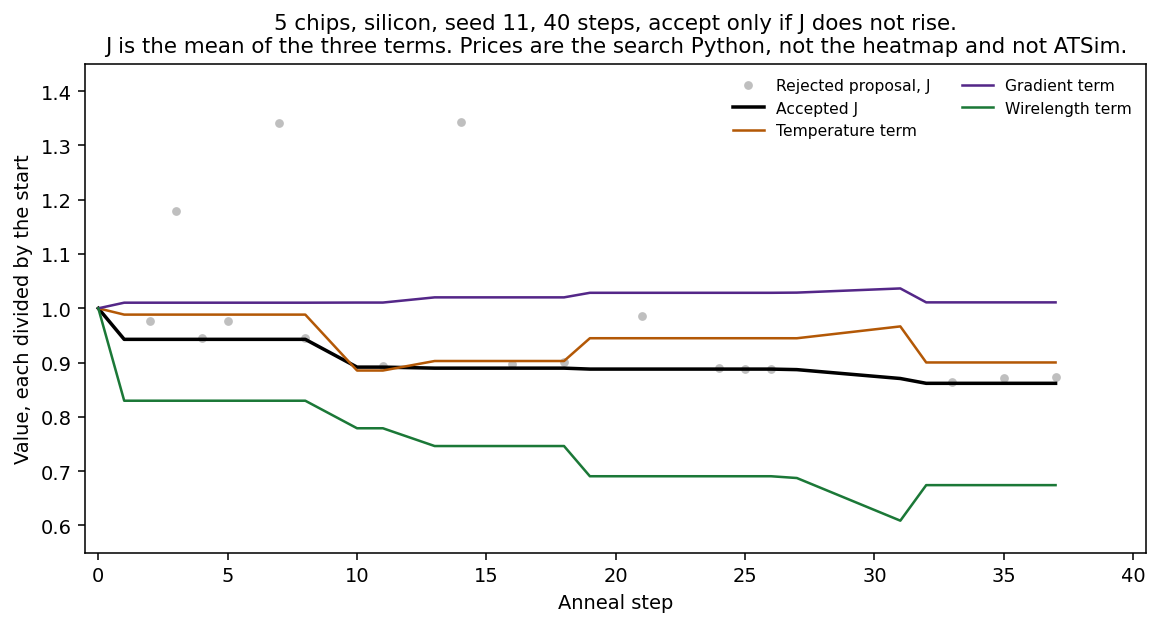 5 chips, silicon, seed 11, 40 steps, accept only if J does not rise.
J is the mean of the three terms. Prices are the search Python, not the heatmap and not ATSim.
Rejected proposal, J
Accepted J
Temperature term
Gradient term
Wirelength term
Value, each divided by the start
1.4
1.3
1.2
1.1
1.0
0.9
0.8
0.7
0.6
0 5 10 15 20 25 30 35 40
Anneal step